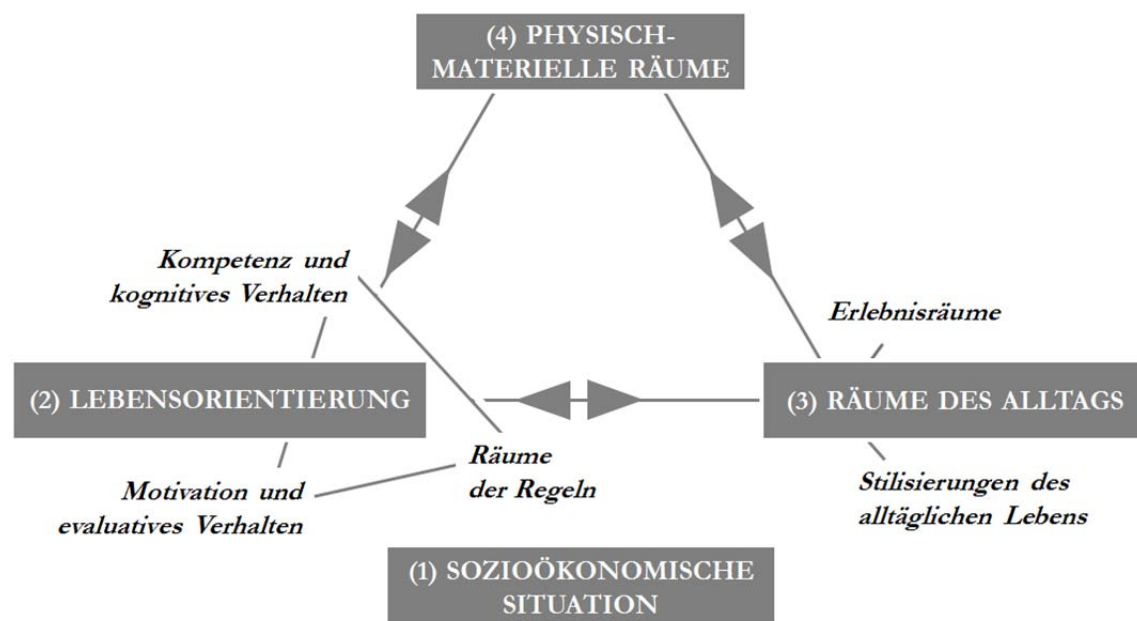 (4) PHYSISCH-
MATERIELLE RÄUME
Kompetenz und
kognitives Verhalten
Erlebnisräume
(2) LEBENSORIENTIERUNG
(3) RÄUME DES ALLTAGS
Räume
der Regeln
Motivation und
evaluatives Verhalten
Stilisierungen des
alltäglichen Lebens
(1) SOZIOÖKONOMISCHE
SITUATION